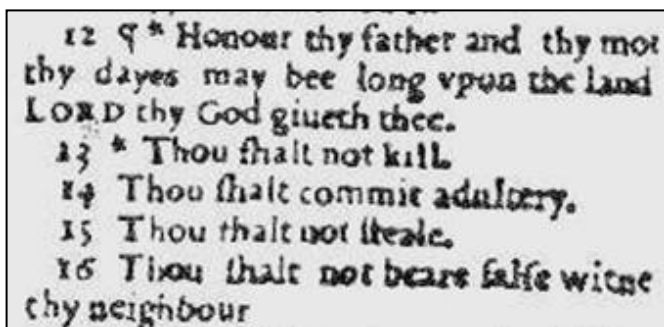 12 ¶ * Honour thy father and thy mot
thy dayes may bee long vpon the land
LORD thy God giueth thee.
13 * Thou ſhalt not kill.
14 Thou ſhalt commit adultery.
15 Thou ſhalt not ſteale.
16 Thou ſhalt not beare falſe witne
thy neighbour